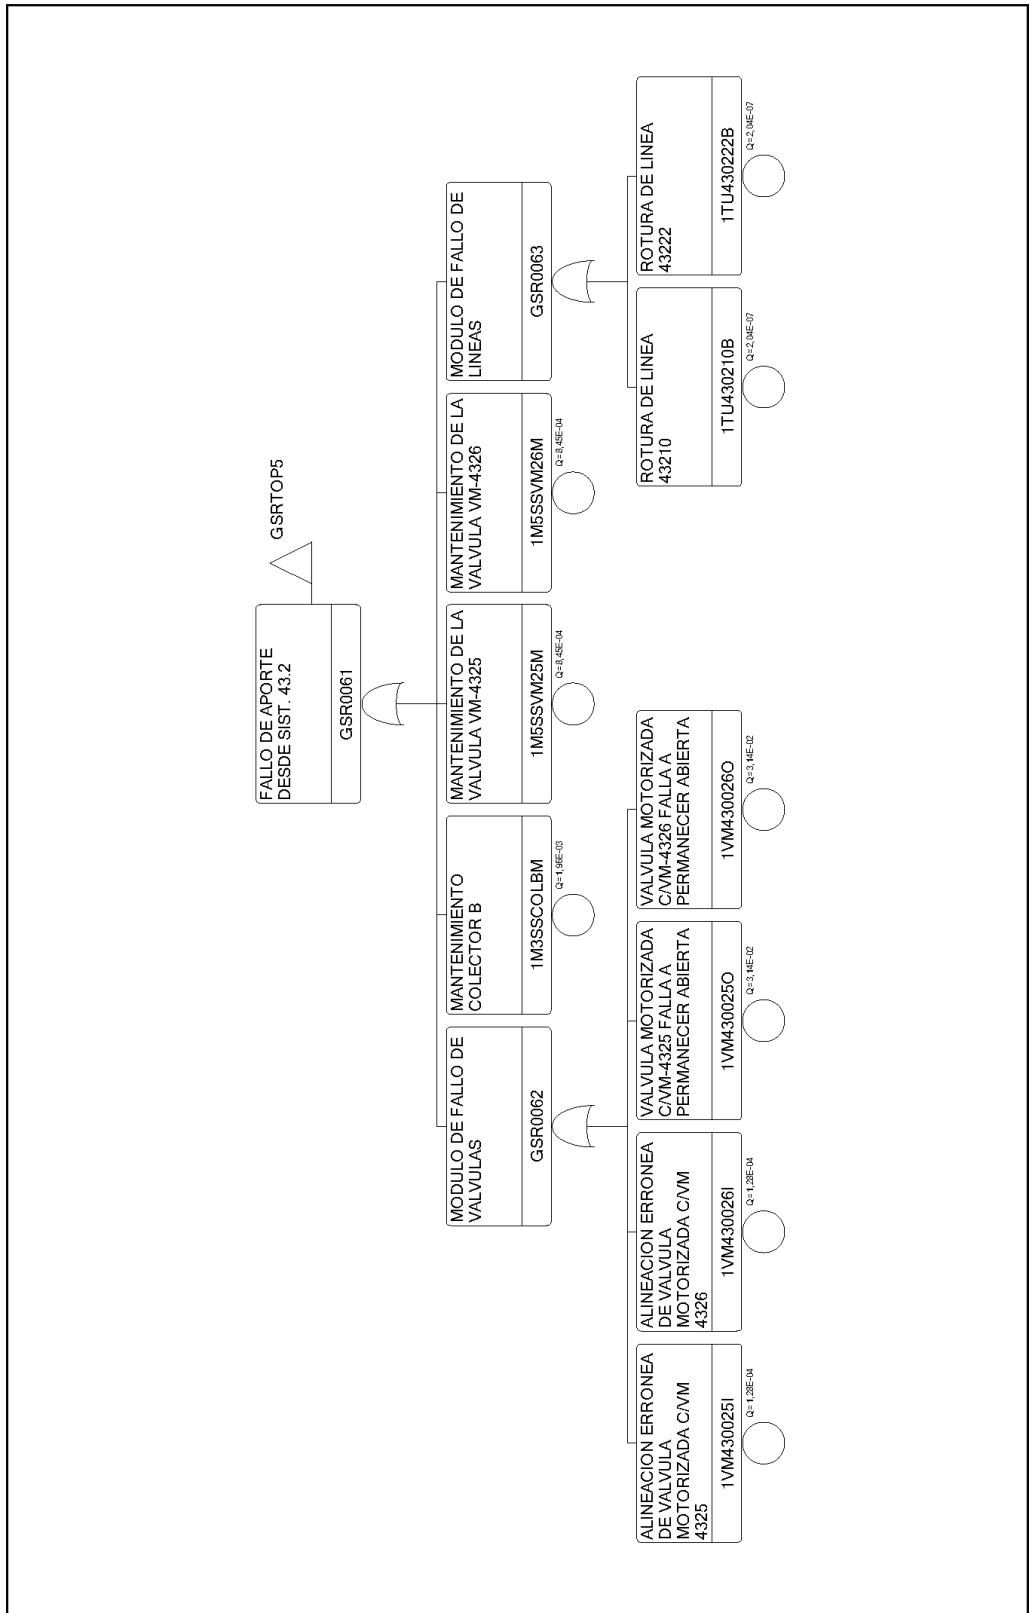 FALLO DE APORTE
DESDE SIST. 43.2
GSR0061
GSRTOP5
MODULO DE FALLO DE
VALVULAS
GSR0062
MANTENIMIENTO
COLECTOR B
1M3SSCOLBM
Q=1,96E-03
MANTENIMIENTO DE LA
VALVULA VM-4325
1M5SSVM25M
Q=8,45E-04
MANTENIMIENTO DE LA
VALVULA VM-4326
1M5SSVM26M
Q=8,45E-04
MODULO DE FALLO DE
LINEAS
GSR0063
ALINEACION ERRONEA
DE VALVULA
MOTORIZADA C/VM
4325
1VM430025I
Q=1,28E-04
ALINEACION ERRONEA
DE VALVULA
MOTORIZADA C/VM
4326
1VM430026I
Q=1,28E-04
VALVULA MOTORIZADA
C/VM-4325 FALLA A
PERMANECER ABIERTA
1VM430025O
Q=3,14E-02
VALVULA MOTORIZADA
C/VM-4326 FALLA A
PERMANECER ABIERTA
1VM430026O
Q=3,14E-02
ROTURA DE LINEA
43210
1TU430210B
Q=2,04E-07
ROTURA DE LINEA
43222
1TU430222B
Q=2,04E-07